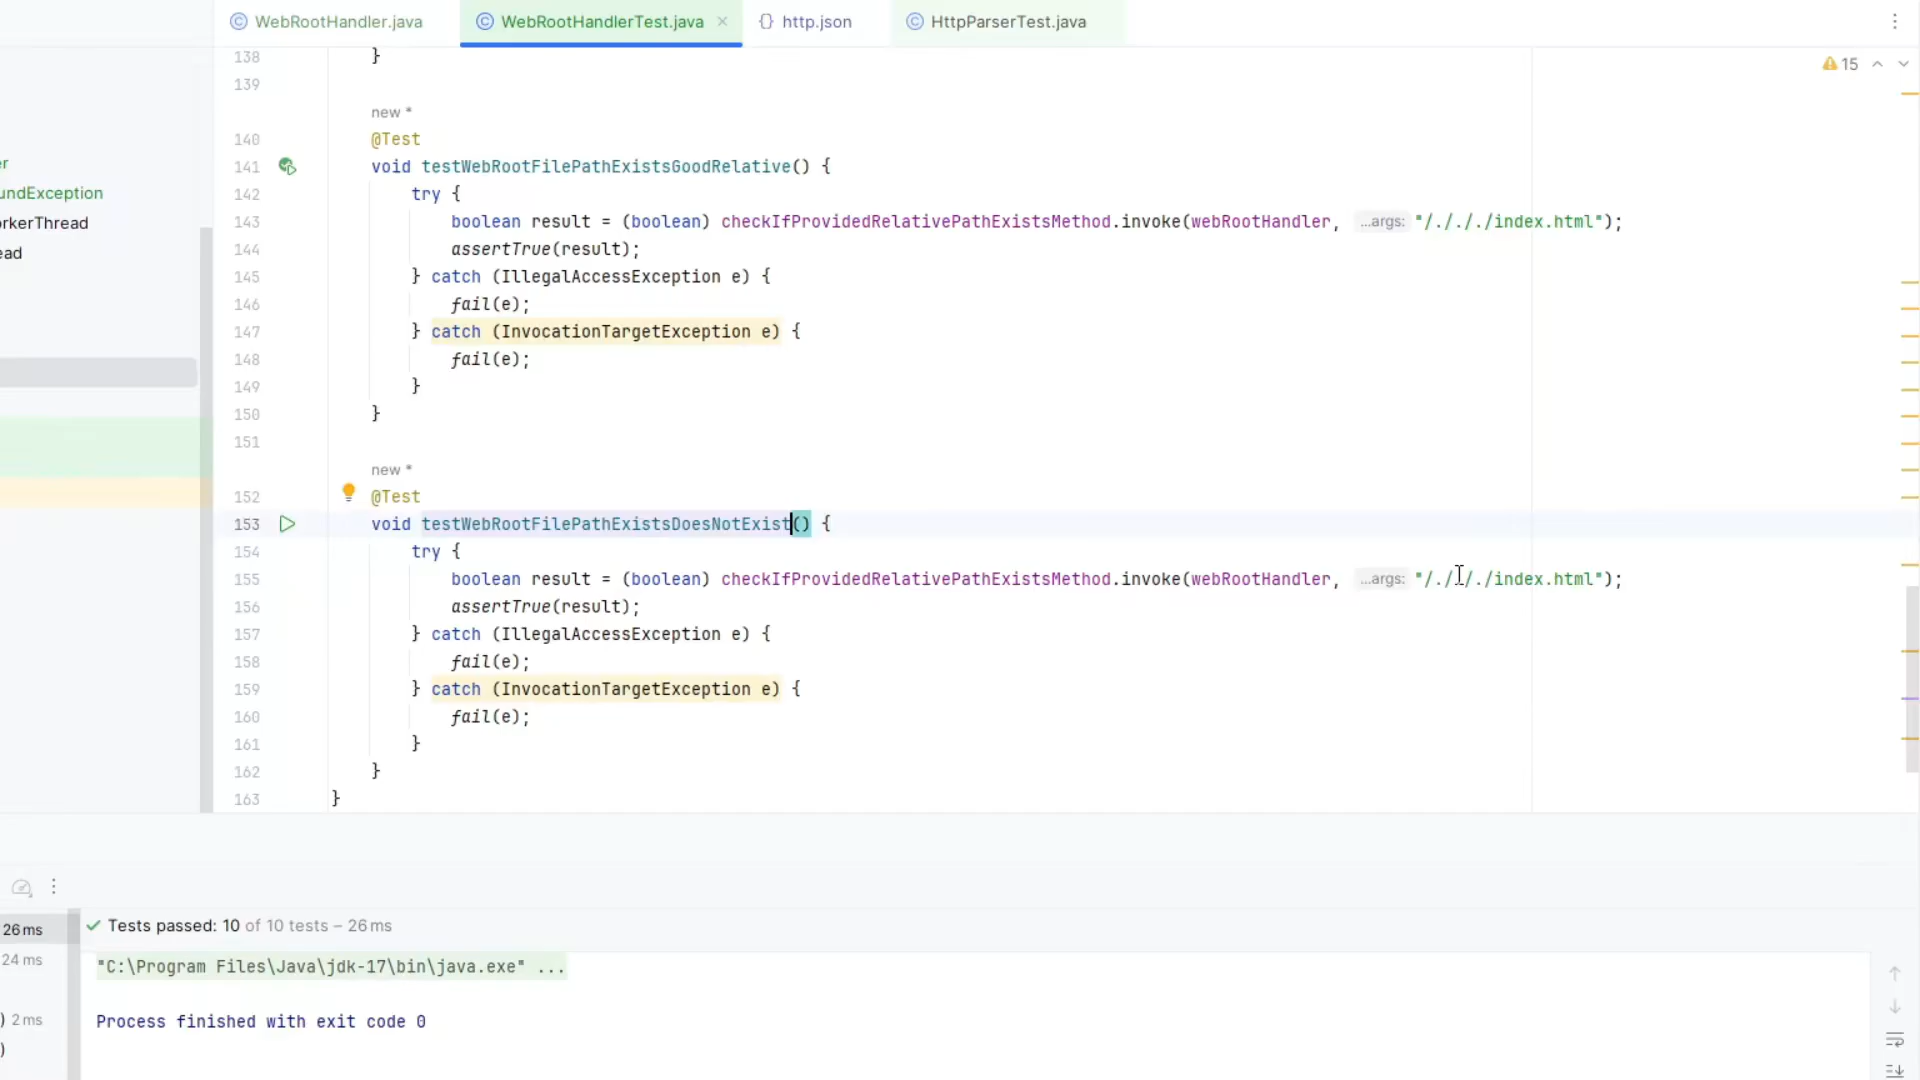 WebRootHandler.java WebRootHandlerTest.java http.json HttpParserTest.java
15
138 }
139
new *
140 @Test
141 void testWebRootFilePathExistsGoodRelative() {
142 try {
143 boolean result = (boolean) checkIfProvidedRelativePathExistsMethod.invoke(webRootHandler, ...args: "/./././index.html");
144 assertTrue(result);
145 } catch (IllegalAccessException e) {
146 fail(e);
147 } catch (InvocationTargetException e) {
148 fail(e);
149 }
150 }
151
new *
152 @Test
153 void testWebRootFilePathExistsDoesNotExist() {
154 try {
155 boolean result = (boolean) checkIfProvidedRelativePathExistsMethod.invoke(webRootHandler, ...args: "/./././index.html");
156 assertTrue(result);
157 } catch (IllegalAccessException e) {
158 fail(e);
159 } catch (InvocationTargetException e) {
160 fail(e);
161 }
162 }
163 }
er
undException
orkerThread
ead
26 ms
24 ms
) 2 ms
)
Tests passed: 10 of 10 tests – 26 ms
"C:\Program Files\Java\jdk-17\bin\java.exe" ...
Process finished with exit code 0